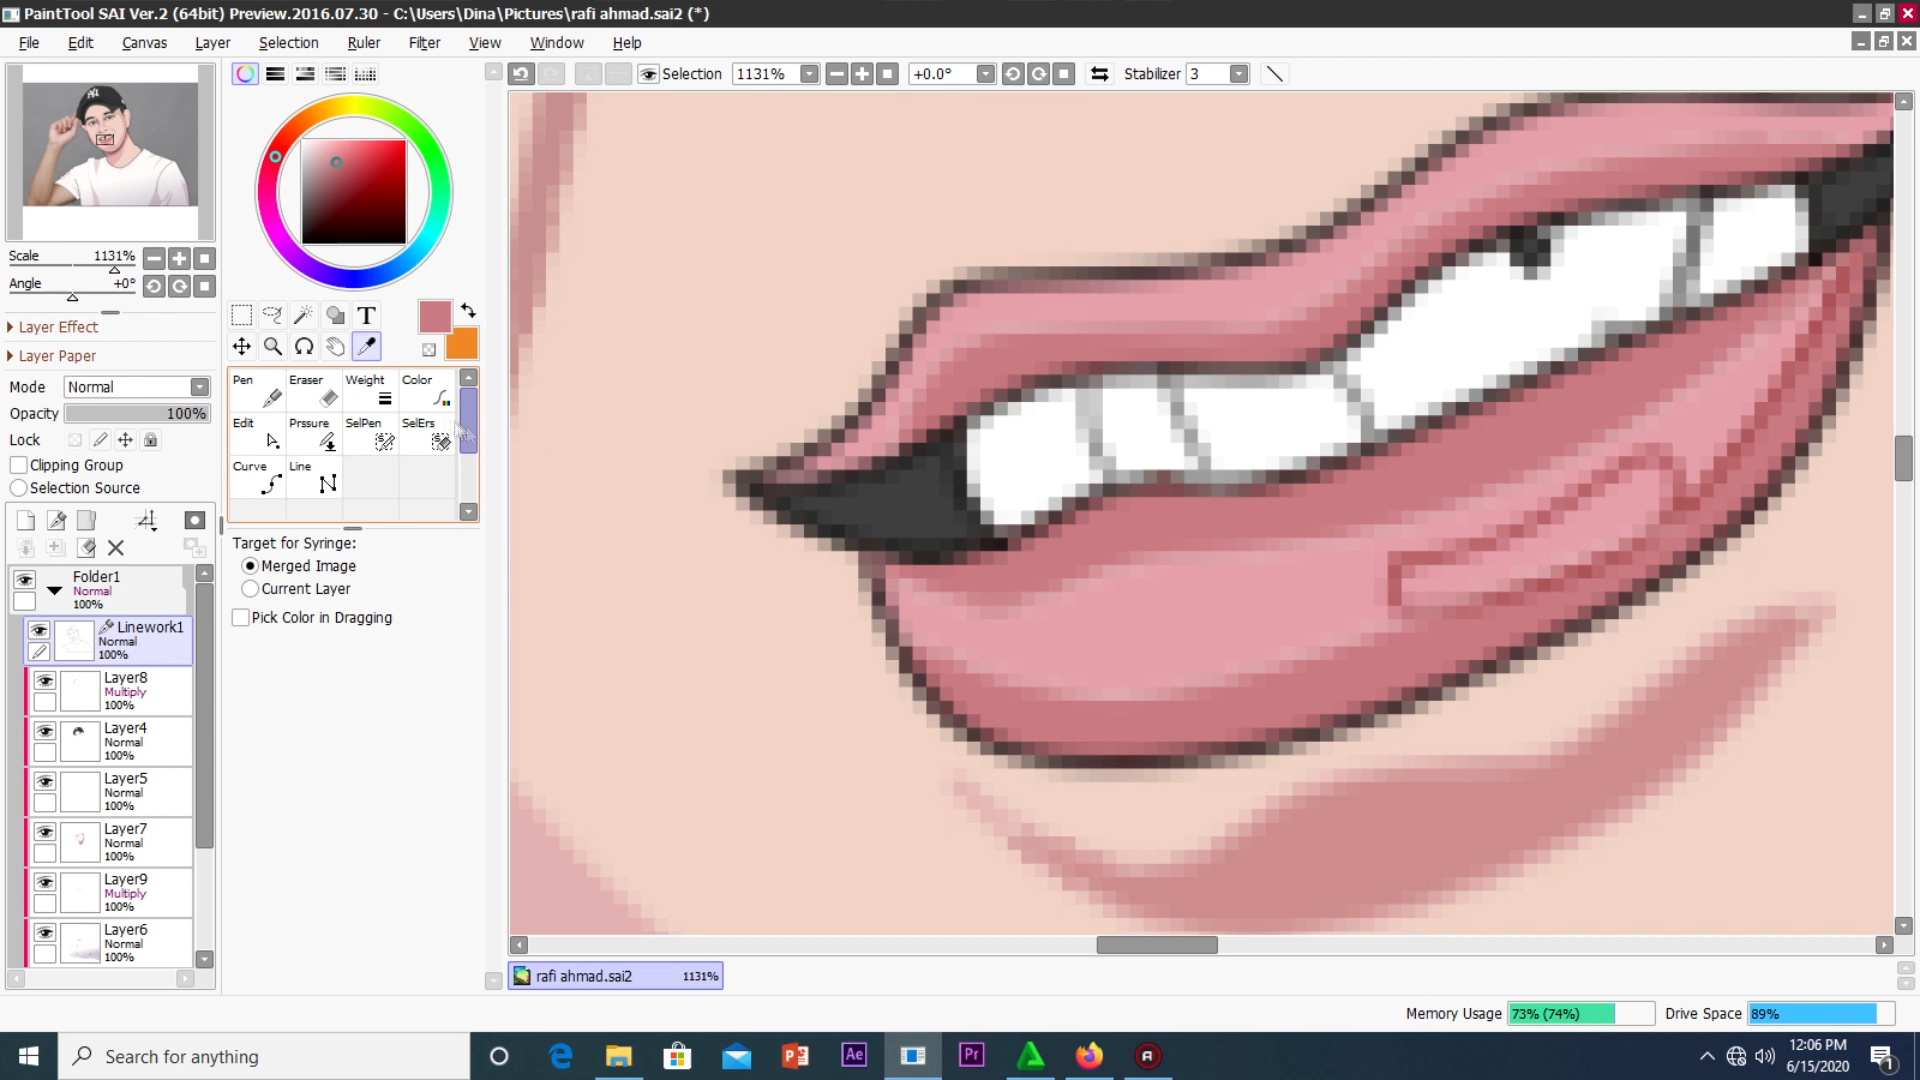 PaintTool SAI Ver.2 (64bit) Preview.2016.07.30 - C:\Users\Dina\Pictures\rafi ahmad.sai2 (*)
File Edit Canvas Layer Selection Ruler Filter View Window Help
Selection 1131% +0.0° Stabilizer 3
Scale 1131%
Angle +0°
Layer Effect
Layer Paper
Mode Normal
Opacity 100%
Lock
Clipping Group
Selection Source
T
Pen Eraser Weight Color
Edit Prssure SelPen SelErs
Curve Line
Target for Syringe:
Merged Image
Current Layer
Pick Color in Dragging
Folder1
Normal
100%
Linework1
Normal
100%
Layer8
Multiply
100%
Layer4
Normal
100%
Layer5
Normal
100%
Layer7
Normal
100%
Layer9
Multiply
100%
Layer6
Normal
100%
rafi ahmad.sai2 1131%
Memory Usage 73% (74%) Drive Space 89%
Search for anything
Ae
Pr
12:06 PM
6/15/2020
1